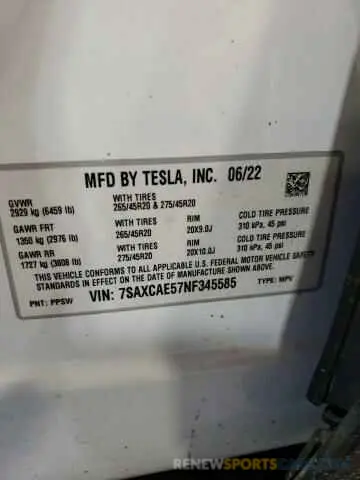 MFD BY TESLA, INC. 06/22
GVWR
2929 kg (6459 lb)
WITH TIRES
265/45R20 & 275/45R20
GAWR FRT
1350 kg (2976 lb)
WITH TIRES
265/45R20
RIM
20X9.0J
COLD TIRE PRESSURE
310 kPa, 45 psi
GAWR RR
1727 kg (3808 lb)
WITH TIRES
275/45R20
RIM
20X10.0J
COLD TIRE PRESSURE
310 kPa, 45 psi
THIS VEHICLE CONFORMS TO ALL APPLICABLE U.S. FEDERAL MOTOR VEHICLE SAFETY
STANDARDS IN EFFECT ON THE DATE OF MANUFACTURE SHOWN ABOVE.
PNT: PPSW VIN: 7SAXCAE57NF345585 TYPE: MPV
RENEWSPORTSCAR